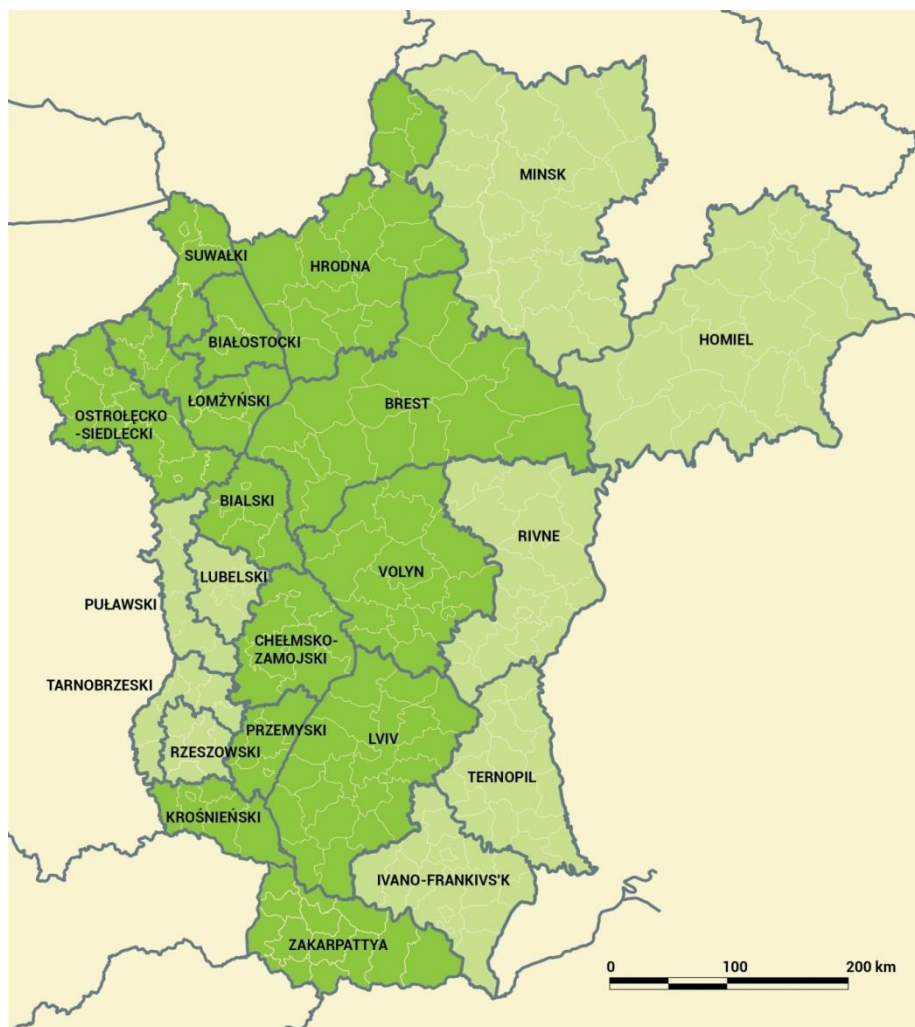 MINSK
SUWAŁKI
HRODNA
BIAŁOSTOCKI
HOMIEL
ŁOMŻYŃSKI
BREST
OSTROŁĘCKO
-SIEDLECKI
BIALSKI
RIVNE
LUBELSKI
VOLYN
PUŁAWSKI
CHEŁMSKO-
ZAMOJSKI
TARNOBRZESKI
PRZEMYSKI
LVIV
RZESZOWSKI
TERNOPIL
KROŚNIEŃSKI
IVANO-FRANKIVS'K
ZAKARPATTYA
0 100 200 km